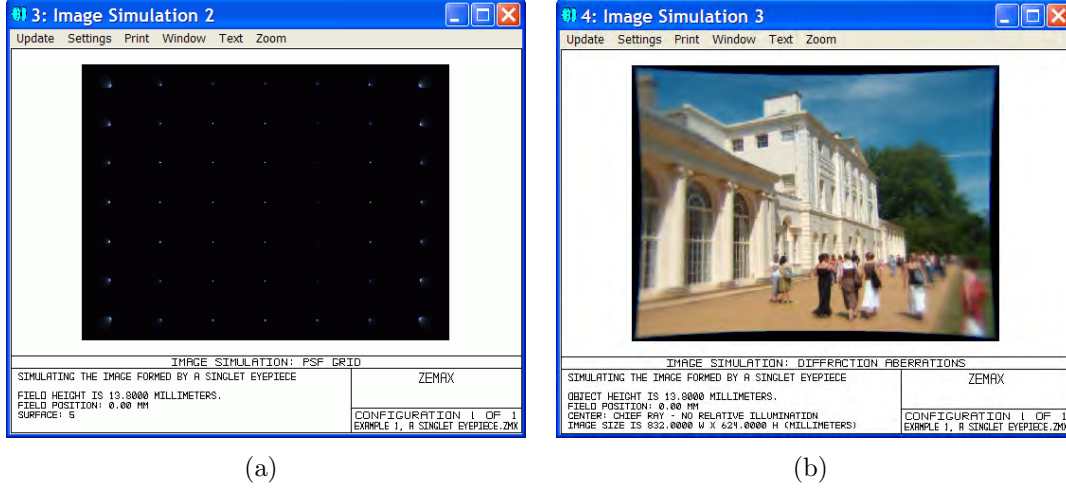 3: Image Simulation 2
Update Settings Print Window Text Zoom
IMAGE SIMULATION: PSF GRID
SIMULATING THE IMAGE FORMED BY A SINGLET EYEPIECE
FIELD HEIGHT IS 13.8000 MILLIMETERS.
FIELD POSITION: 0.00 MM
SURFACE: 5
ZEMAX
CONFIGURATION 1 OF 1
EXAMPLE 1, A SINGLET EYEPIECE.ZMX
(a)
4: Image Simulation 3
Update Settings Print Window Text Zoom
IMAGE SIMULATION: DIFFRACTION ABERRATIONS
SIMULATING THE IMAGE FORMED BY A SINGLET EYEPIECE
OBJECT HEIGHT IS 13.8000 MILLIMETERS.
FIELD POSITION: 0.00 MM
CENTER: CHIEF RAY - NO RELATIVE ILLUMINATION
IMAGE SIZE IS 832.0000 W X 624.0000 H (MILLIMETERS)
ZEMAX
CONFIGURATION 1 OF 1
EXAMPLE 1, A SINGLET EYEPIECE.ZMX
(b)